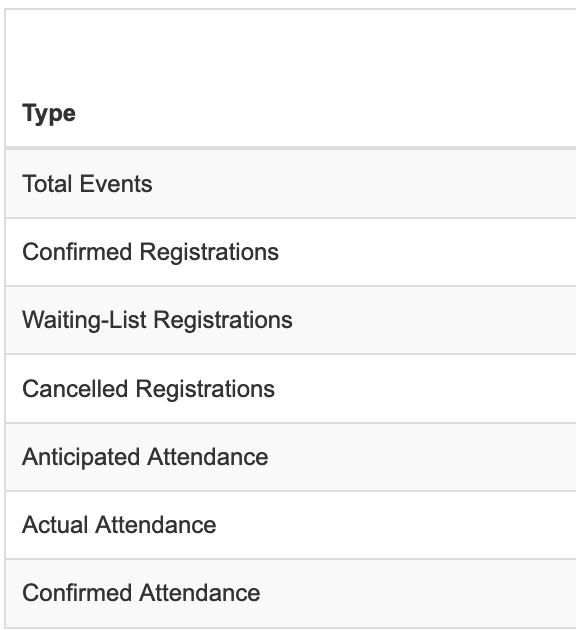 Type
Total Events
Confirmed Registrations
Waiting-List Registrations
Cancelled Registrations
Anticipated Attendance
Actual Attendance
Confirmed Attendance